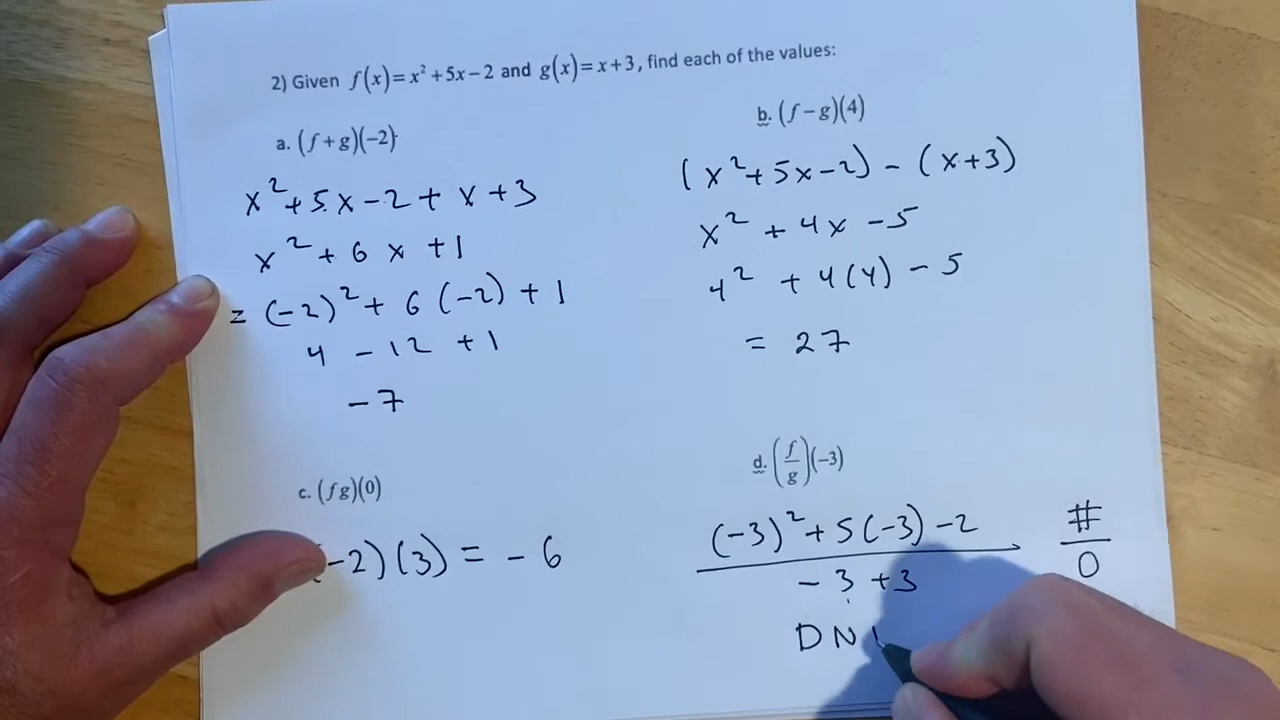 2) Given f(x)=x²+5x−2 and g(x)=x+3, find each of the values:
a. (f+g)(−2)
x²+5x−2+x+3
x²+6x+1
= (−2)²+6(−2)+1
4−12+1
−7
b. (f−g)(4)
(x²+5x−2)−(x+3)
x²+4x−5
4²+4(4)−5
= 27
c. (fg)(0)
−2)(3) = −6
d. (f/g)(−3)
(−3)²+5(−3)−2
−3+3
#
0
DN